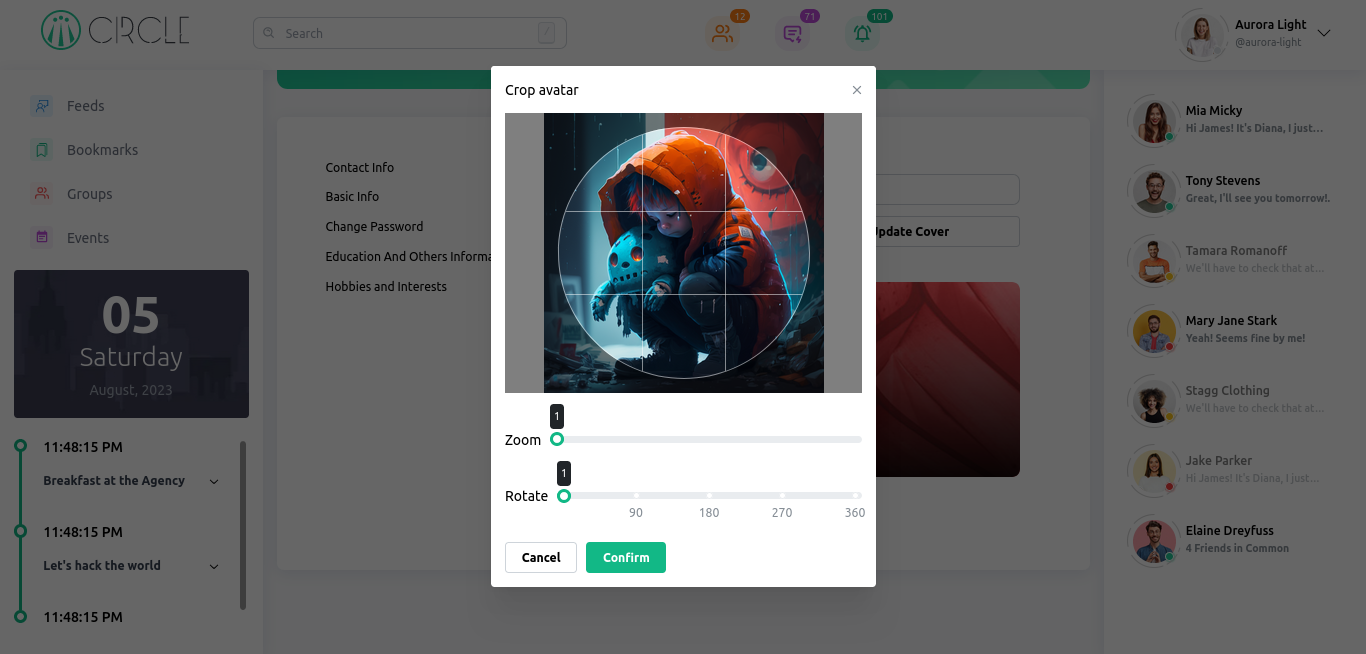 CIRCLE
Search
/
12
71
101
Aurora Light
@aurora-light
Feeds
Bookmarks
Groups
Events
05
Saturday
August, 2023
11:48:15 PM
Breakfast at the Agency
11:48:15 PM
Let's hack the world
11:48:15 PM
Contact Info
Basic Info
Change Password
Education And Others Informa
Hobbies and Interests
Update Cover
Crop avatar
×
1
Zoom
1
Rotate
90
180
270
360
Cancel
Confirm
Mia Micky
Hi James! It's Diana, I just...
Tony Stevens
Great, I'll see you tomorrow!.
Tamara Romanoff
We'll have to check that at...
Mary Jane Stark
Yeah! Seems fine by me!
Stagg Clothing
We'll have to check that at...
Jake Parker
Hi James! It's Diana, I just...
Elaine Dreyfuss
4 Friends in Common